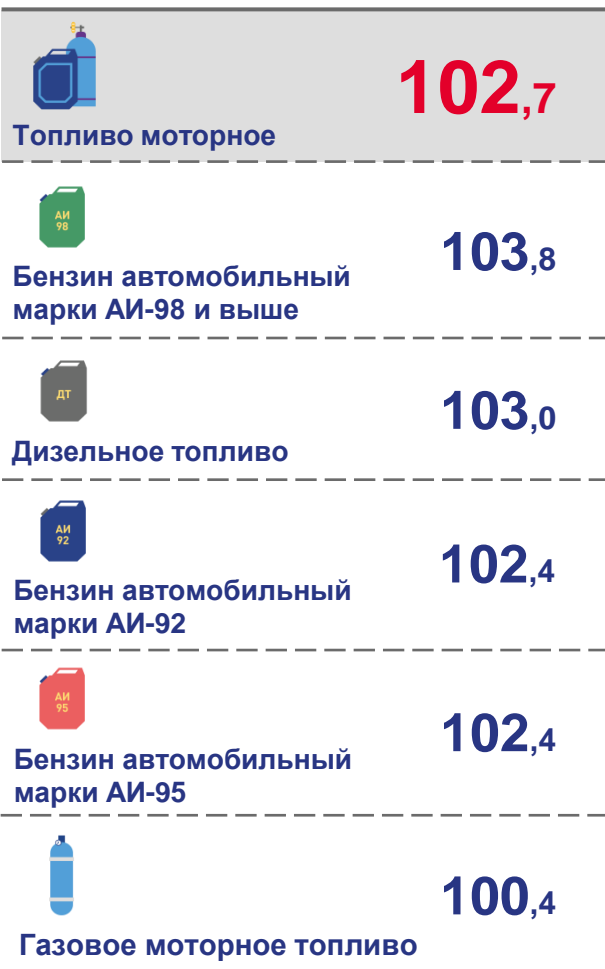 102,7
Топливо моторное
АИ
98
103,8
Бензин автомобильный
марки АИ-98 и выше
ДТ
103,0
Дизельное топливо
АИ
92
102,4
Бензин автомобильный
марки АИ-92
АИ
95
102,4
Бензин автомобильный
марки АИ-95
100,4
Газовое моторное топливо